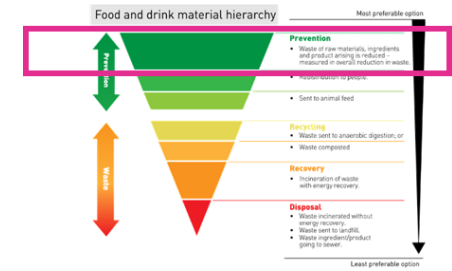 Food and drink material hierarchy
Most preferable option
Prevention
Prevention
• Waste of raw materials, ingredients
and product arising is reduced –
measured in overall reduction in waste.
• Redistribution to people.
• Sent to animal feed
Waste
Recycling
• Waste sent to anaerobic digestion; or
• Waste composted
Recovery
• Incineration of waste
with energy recovery.
Disposal
• Waste incinerated without
energy recovery.
• Waste sent to landfill.
• Waste ingredient/product
going to sewer.
Least preferable option